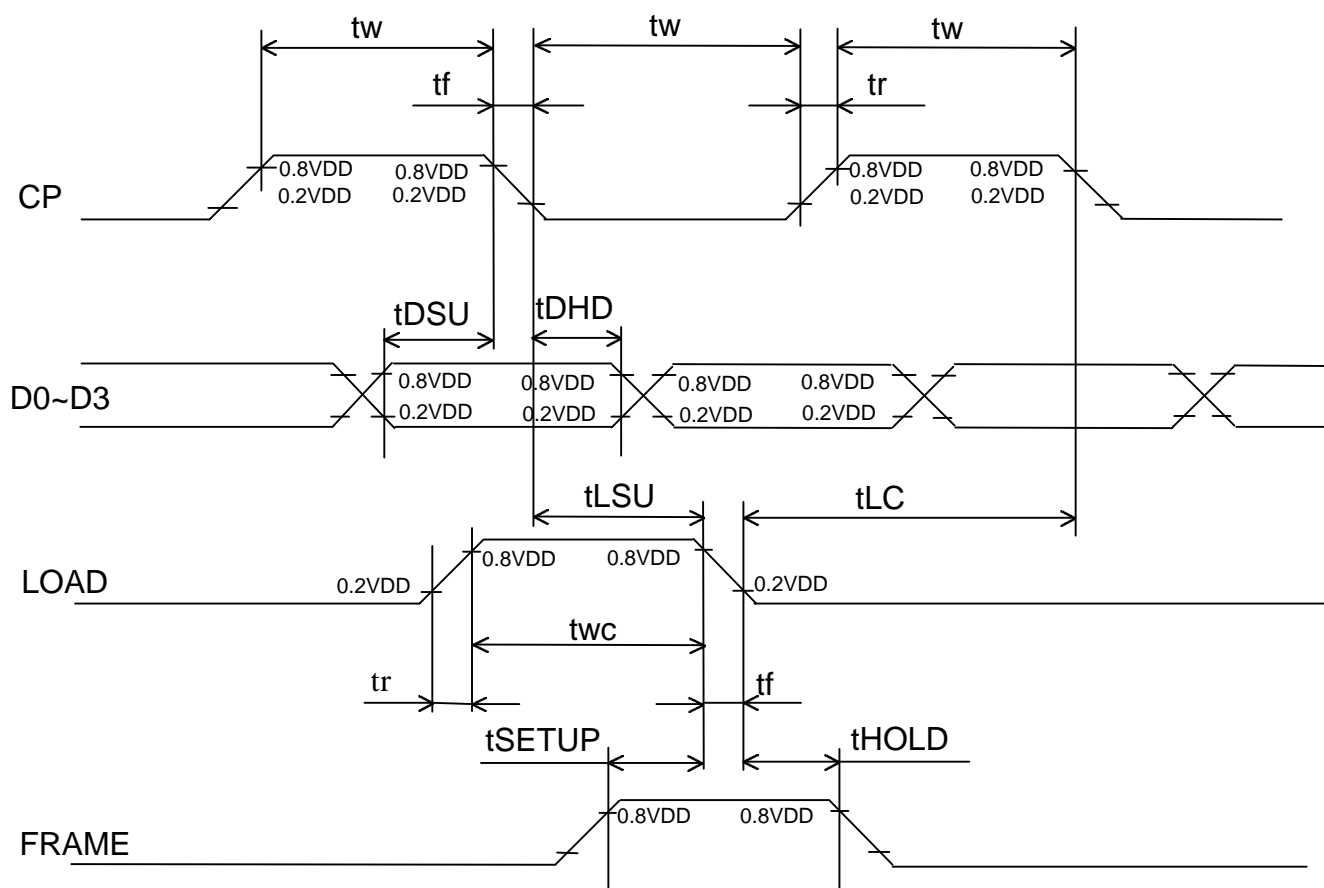 tw tw tw
tf tr
0.8VDD 0.8VDD 0.8VDD 0.8VDD
CP 0.2VDD 0.2VDD 0.2VDD 0.2VDD
tDSU tDHD
0.8VDD 0.8VDD 0.8VDD 0.8VDD
D0~D3 0.2VDD 0.2VDD 0.2VDD 0.2VDD
tLSU tLC
0.8VDD 0.8VDD
LOAD 0.2VDD 0.2VDD
twc
tr tf
tSETUP tHOLD
0.8VDD 0.8VDD
FRAME